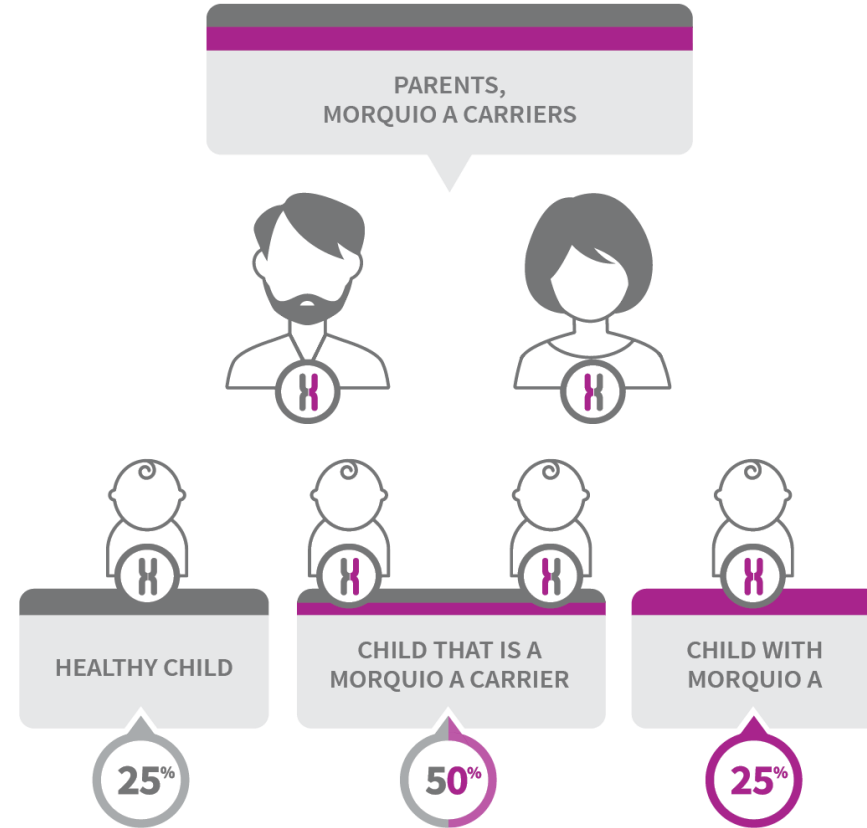 PARENTS,
MORQUIO A CARRIERS
HEALTHY CHILD
CHILD THAT IS A
MORQUIO A CARRIER
CHILD WITH
MORQUIO A
25%
50%
25%